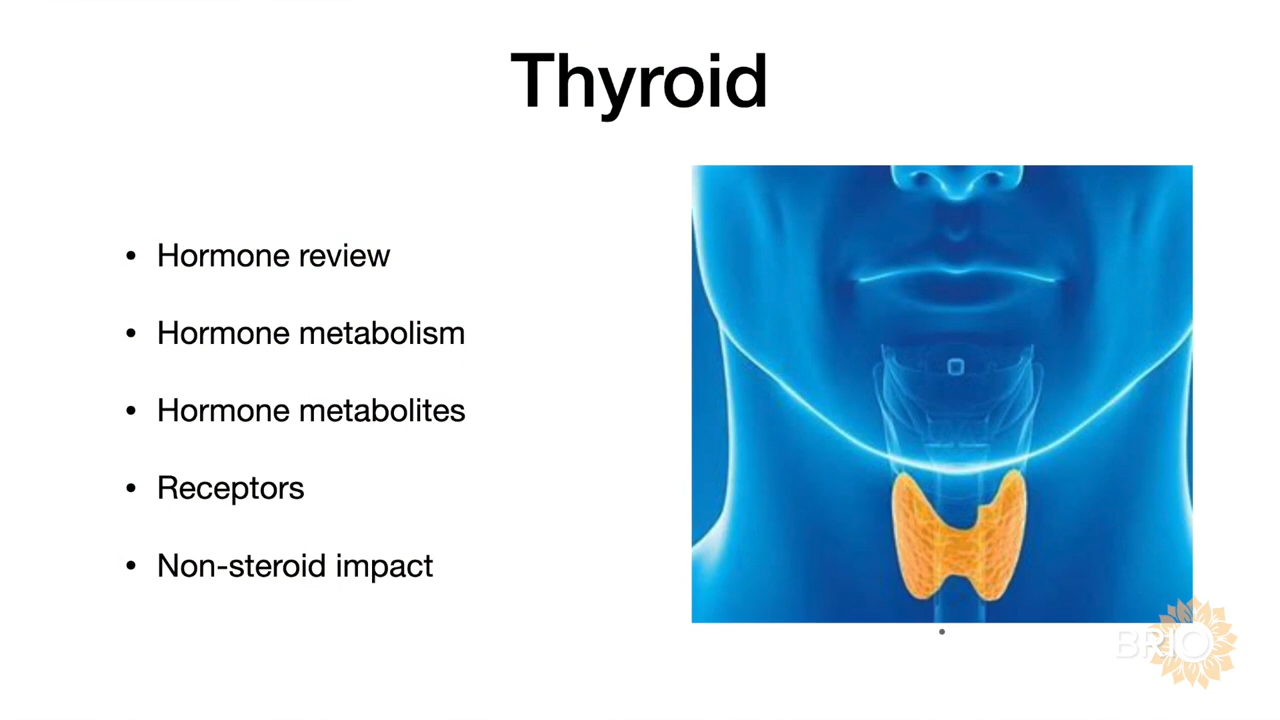 Thyroid
• Hormone review
• Hormone metabolism
• Hormone metabolites
• Receptors
• Non-steroid impact
BRIO